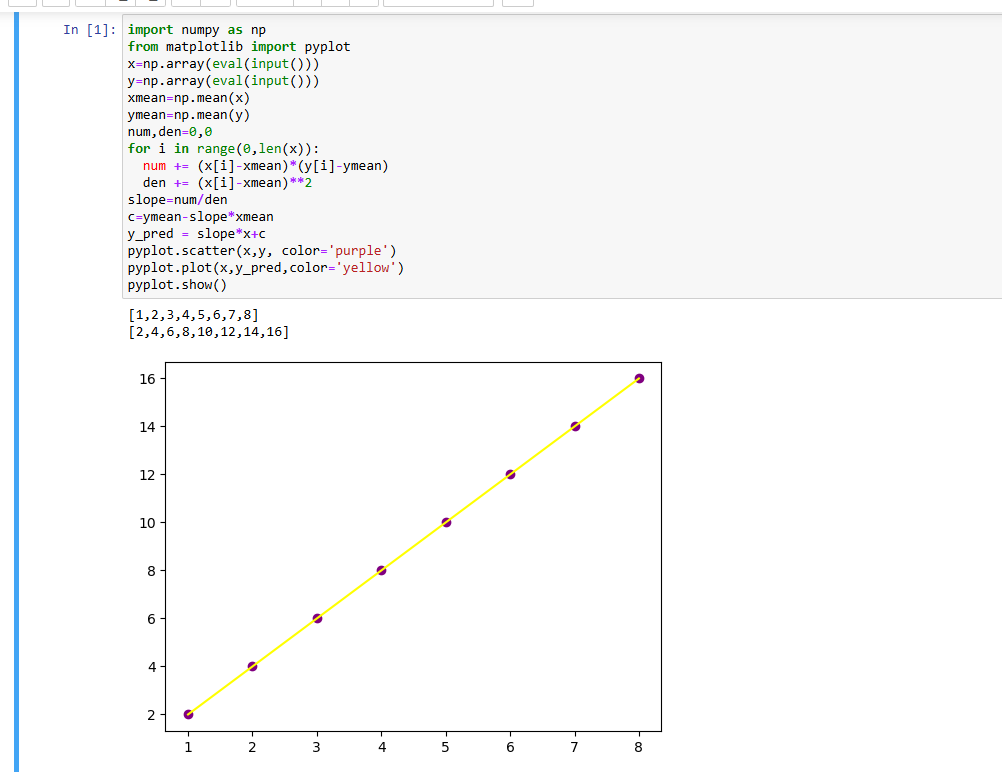 In [1]: import numpy as np
from matplotlib import pyplot
x=np.array(eval(input()))
y=np.array(eval(input()))
xmean=np.mean(x)
ymean=np.mean(y)
num,den=0,0
for i in range(0,len(x)):
  num += (x[i]-xmean)*(y[i]-ymean)
  den += (x[i]-xmean)**2
slope=num/den
c=ymean-slope*xmean
y_pred = slope*x+c
pyplot.scatter(x,y, color='purple')
pyplot.plot(x,y_pred,color='yellow')
pyplot.show()
[1,2,3,4,5,6,7,8]
[2,4,6,8,10,12,14,16]
16
14
12
10
8
6
4
2
1 2 3 4 5 6 7 8